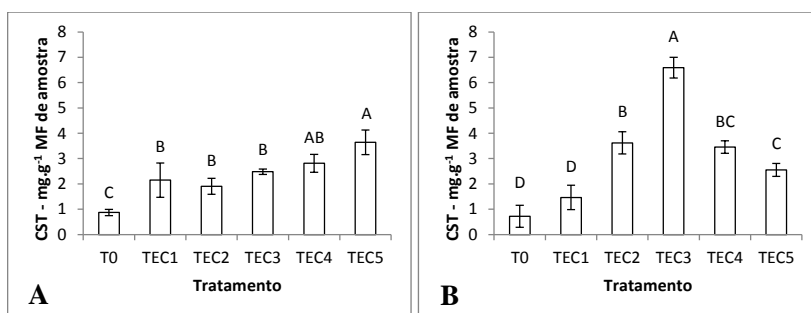 CST - mg.g⁻¹ MF de amostra
8
7
6
5
4
3
2
1
0
C
B
B
B
AB
A
T0 TEC1 TEC2 TEC3 TEC4 TEC5
Tratamento
A
CST - mg.g⁻¹ MF de amostra
8
7
6
5
4
3
2
1
0
D
D
B
A
BC
C
T0 TEC1 TEC2 TEC3 TEC4 TEC5
Tratamento
B